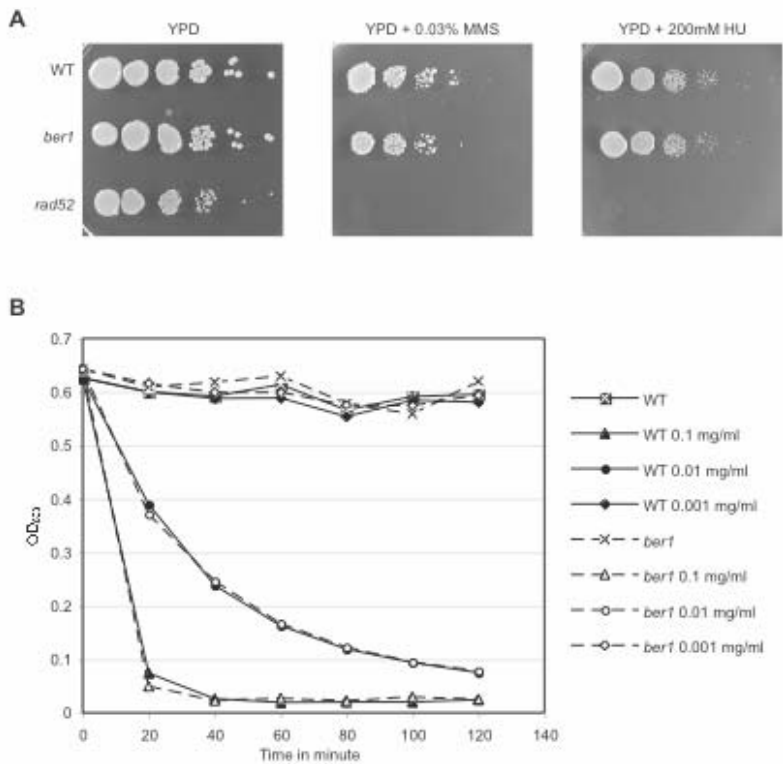 A
YPD
YPD + 0.03% MMS
YPD + 200mM HU
WT
ber1
rad52
B
0.7
0.6
0.5
0.4
0.3
0.2
0.1
0
0
20
40
60
80
100
120
140
Time in minute
WT
WT 0.1 mg/ml
WT 0.01 mg/ml
WT 0.001 mg/ml
ber1
ber1 0.1 mg/ml
ber1 0.01 mg/ml
ber1 0.001 mg/ml